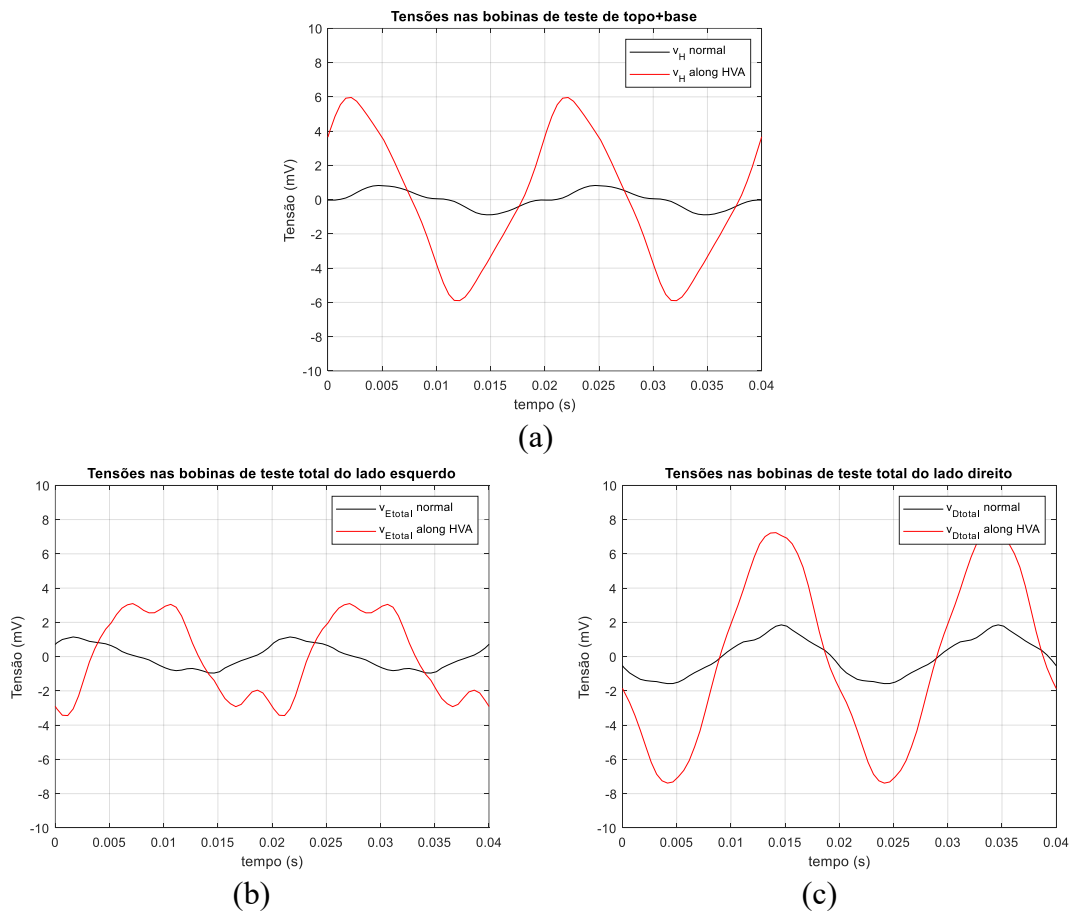 Tensões nas bobinas de teste de topo+base
10
8
6
4
2
0
-2
-4
-6
-8
-10
Tensão (mV)
v_H normal
v_H along HVA
0 0.005 0.01 0.015 0.02 0.025 0.03 0.035 0.04
tempo (s)
(a)
Tensões nas bobinas de teste total do lado esquerdo
10
8
6
4
2
0
-2
-4
-6
-8
-10
Tensão (mV)
v_Etotal normal
v_Etotal along HVA
0 0.005 0.01 0.015 0.02 0.025 0.03 0.035 0.04
tempo (s)
(b)
Tensões nas bobinas de teste total do lado direito
10
8
6
4
2
0
-2
-4
-6
-8
-10
Tensão (mV)
v_Dtotal normal
v_Dtotal along HVA
0 0.005 0.01 0.015 0.02 0.025 0.03 0.035 0.04
tempo (s)
(c)